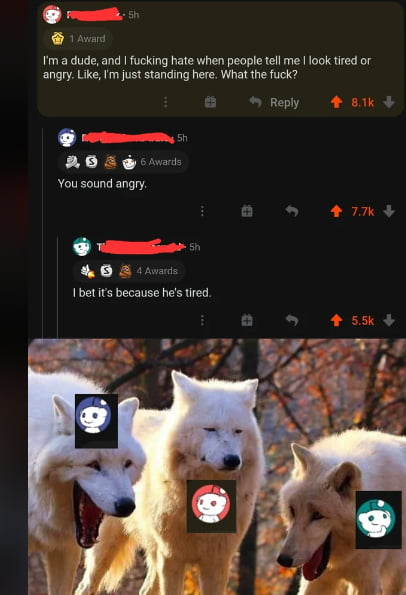 5h
1 Award
I'm a dude, and I fucking hate when people tell me I look tired or
angry. Like, I'm just standing here. What the fuck?
Reply 8.1k
5h
6 Awards
You sound angry.
7.7k
5h
4 Awards
I bet it's because he's tired.
5.5k